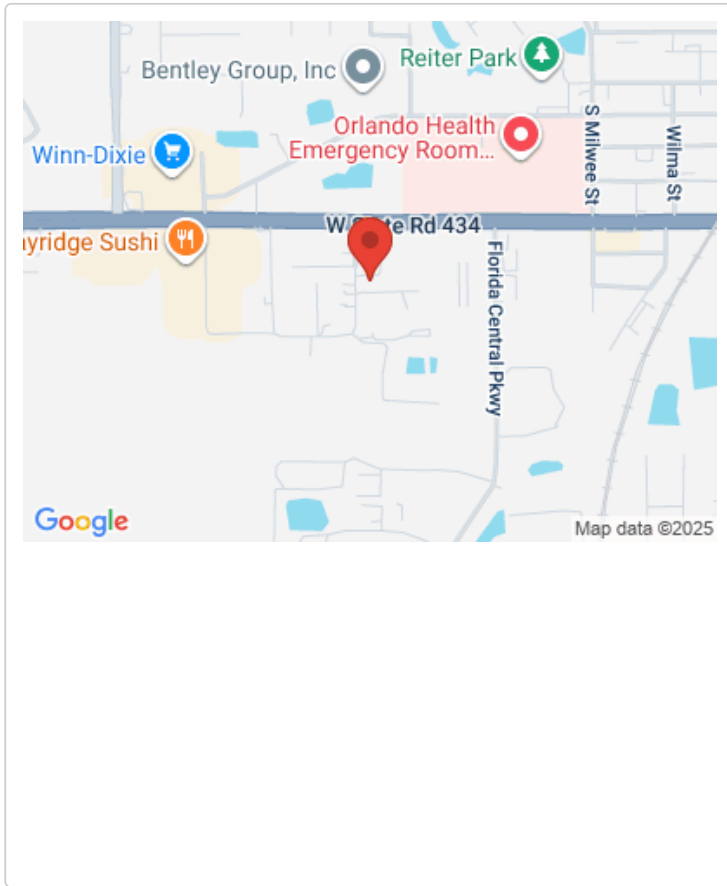 Bentley Group, Inc
Reiter Park
Orlando Health
Emergency Room...
S Milwee St
Wilma St
Winn-Dixie
W State Rd 434
yridge Sushi
Florida Central Pkwy
Google
Map data ©2025